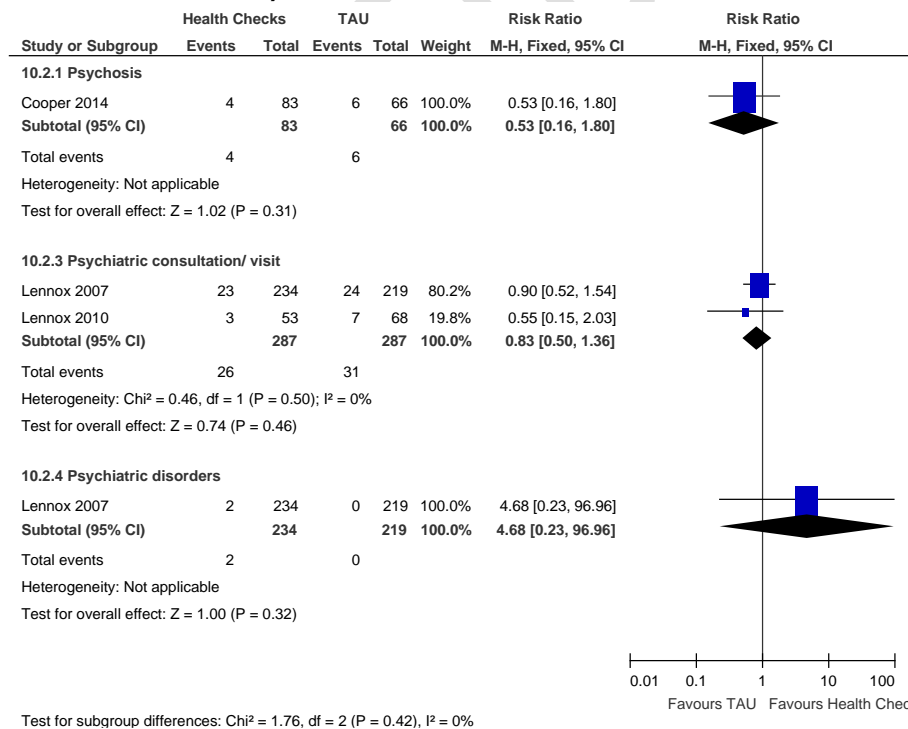 Health Checks TAU Risk Ratio Risk Ratio
Study or Subgroup Events Total Events Total Weight M-H, Fixed, 95% CI M-H, Fixed, 95% CI
10.2.1 Psychosis
Cooper 2014 4 83 6 66 100.0% 0.53 [0.16, 1.80]
Subtotal (95% CI) 83 66 100.0% 0.53 [0.16, 1.80]
Total events 4 6
Heterogeneity: Not applicable
Test for overall effect: Z = 1.02 (P = 0.31)
10.2.3 Psychiatric consultation/ visit
Lennox 2007 23 234 24 219 80.2% 0.90 [0.52, 1.54]
Lennox 2010 3 53 7 68 19.8% 0.55 [0.15, 2.03]
Subtotal (95% CI) 287 287 100.0% 0.83 [0.50, 1.36]
Total events 26 31
Heterogeneity: Chi² = 0.46, df = 1 (P = 0.50); I² = 0%
Test for overall effect: Z = 0.74 (P = 0.46)
10.2.4 Psychiatric disorders
Lennox 2007 2 234 0 219 100.0% 4.68 [0.23, 96.96]
Subtotal (95% CI) 234 219 100.0% 4.68 [0.23, 96.96]
Total events 2 0
Heterogeneity: Not applicable
Test for overall effect: Z = 1.00 (P = 0.32)
0.01 0.1 1 10 100
Favours TAU Favours Health Chec
Test for subgroup differences: Chi² = 1.76, df = 2 (P = 0.42), I² = 0%